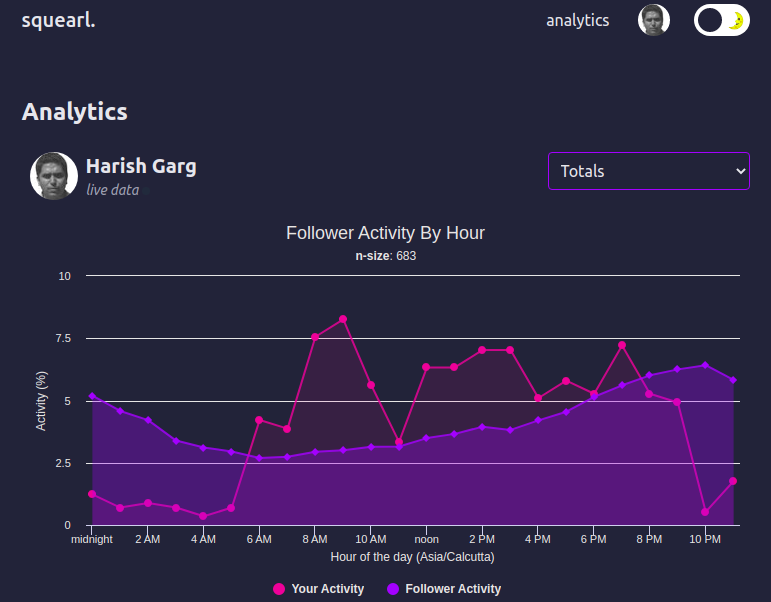 squearl.
analytics
Analytics
Harish Garg
live data
Totals
Follower Activity By Hour
n-size: 683
Activity (%)
10
7.5
5
2.5
0
midnight 2 AM 4 AM 6 AM 8 AM 10 AM noon 2 PM 4 PM 6 PM 8 PM 10 PM
Hour of the day (Asia/Calcutta)
Your Activity Follower Activity